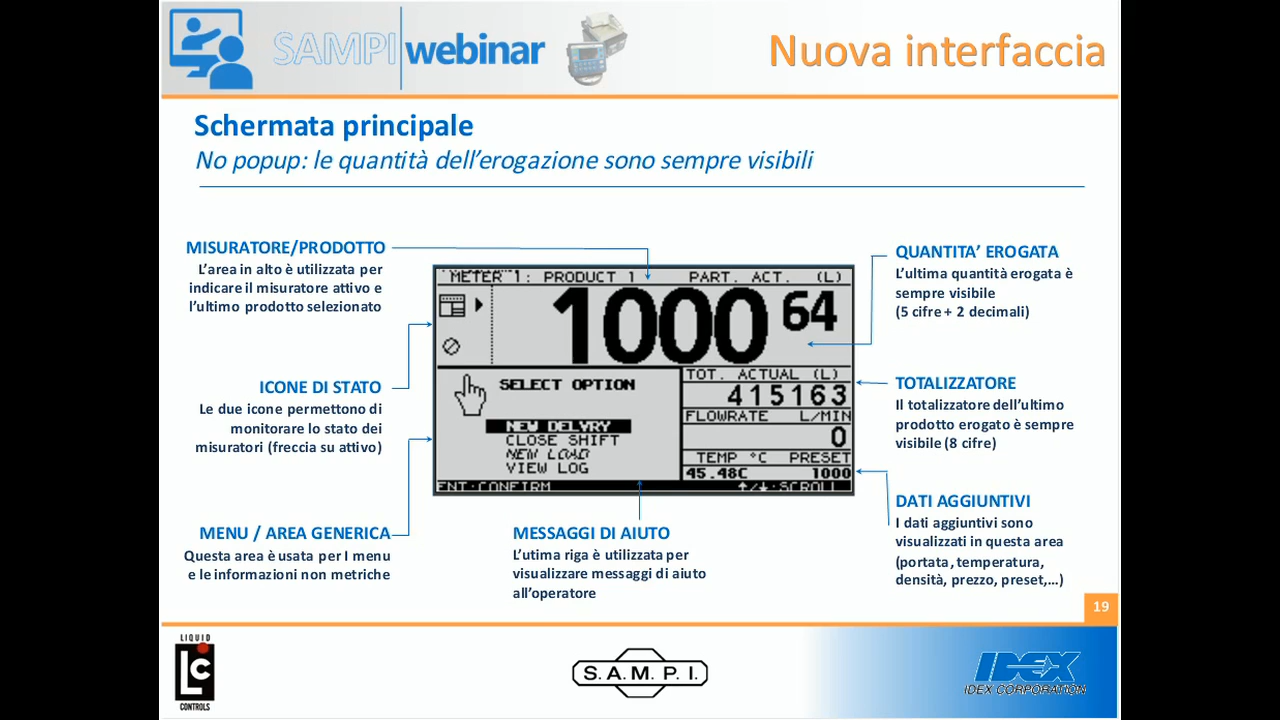 SAMPI webinar
Nuova interfaccia
Schermata principale
No popup: le quantità dell'erogazione sono sempre visibili
MISURATORE/PRODOTTO
L'area in alto è utilizzata per
indicare il misuratore attivo e
l'ultimo prodotto selezionato
ICONE DI STATO
Le due icone permettono di
monitorare lo stato dei
misuratori (freccia su attivo)
MENU / AREA GENERICA
Questa area è usata per I menu
e le informazioni non metriche
METER 1: PRODUCT 1 PART. ACT. (L)
1000 64
SELECT OPTION
NEW DELVRY
CLOSE SHIFT
NEW LOAD
VIEW LOG
TOT. ACTUAL (L)
415163
FLOWRATE L/MIN
0
TEMP °C PRESET
45.48C 1000
ENT:CONFIRM ↑/↓:SCROLL
MESSAGGI DI AIUTO
L'utima riga è utilizzata per
visualizzare messaggi di aiuto
all'operatore
QUANTITA' EROGATA
L'ultima quantità erogata è
sempre visibile
(5 cifre + 2 decimali)
TOTALIZZATORE
Il totalizzatore dell'ultimo
prodotto erogato è sempre
visibile (8 cifre)
DATI AGGIUNTIVI
I dati aggiuntivi sono
visualizzati in questa area
(portata, temperatura,
densità, prezzo, preset,...)
19
LIQUID
LC
CONTROLS
S.A.M.P.I.
IDEX
IDEX CORPORATION